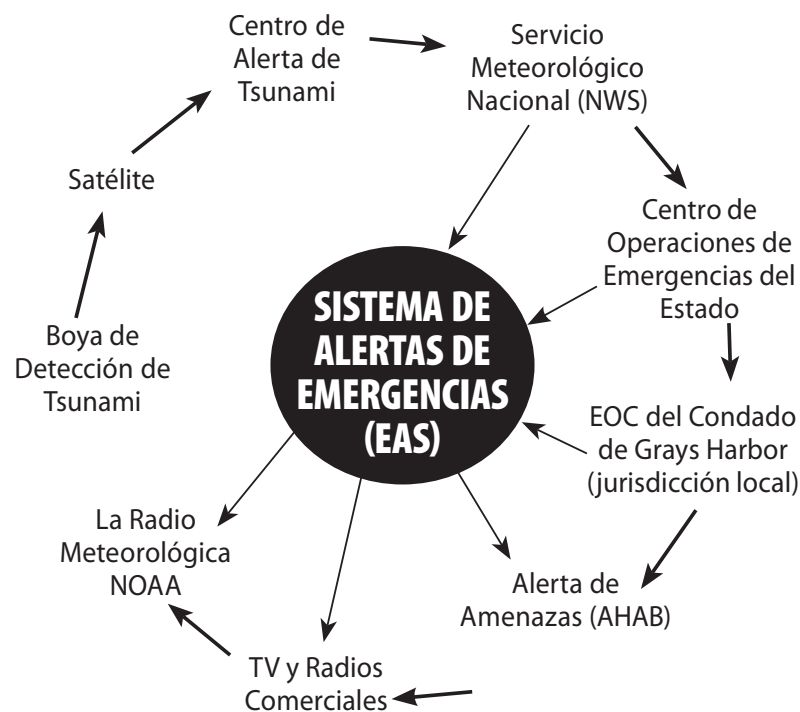 Centro de
Alerta de
Tsunami
Servicio
Meteorológico
Nacional (NWS)
Satélite
Centro de
Operaciones de
Emergencias del
Estado
SISTEMA DE
ALERTAS DE
EMERGENCIAS
(EAS)
Boya de
Detección de
Tsunami
EOC del Condado
de Grays Harbor
(jurisdicción local)
La Radio
Meteorológica
NOAA
Alerta de
Amenazas (AHAB)
TV y Radios
Comerciales